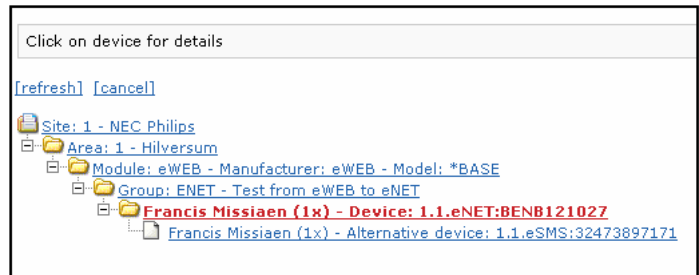 Click on device for details
[refresh] [cancel]
Site: 1 - NEC Philips
Area: 1 - Hilversum
Module: eWEB - Manufacturer: eWEB - Model: *BASE
Group: ENET - Test from eWEB to eNET
Francis Missiaen (1x) - Device: 1.1.eNET:BENB121027
Francis Missiaen (1x) - Alternative device: 1.1.eSMS:32473897171